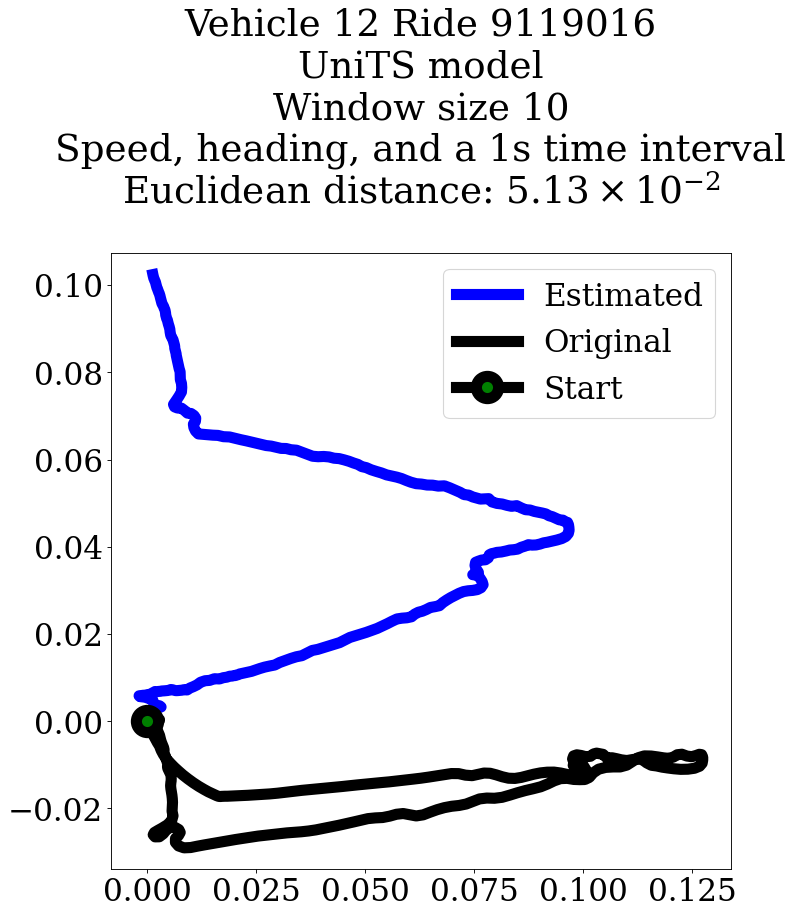 Vehicle 12 Ride 9119016
UniTS model
Window size 10
Speed, heading, and a 1s time interval
Euclidean distance: 5.13 × 10⁻²
Estimated
Original
Start
0.10
0.08
0.06
0.04
0.02
0.00
−0.02
0.000 0.025 0.050 0.075 0.100 0.125